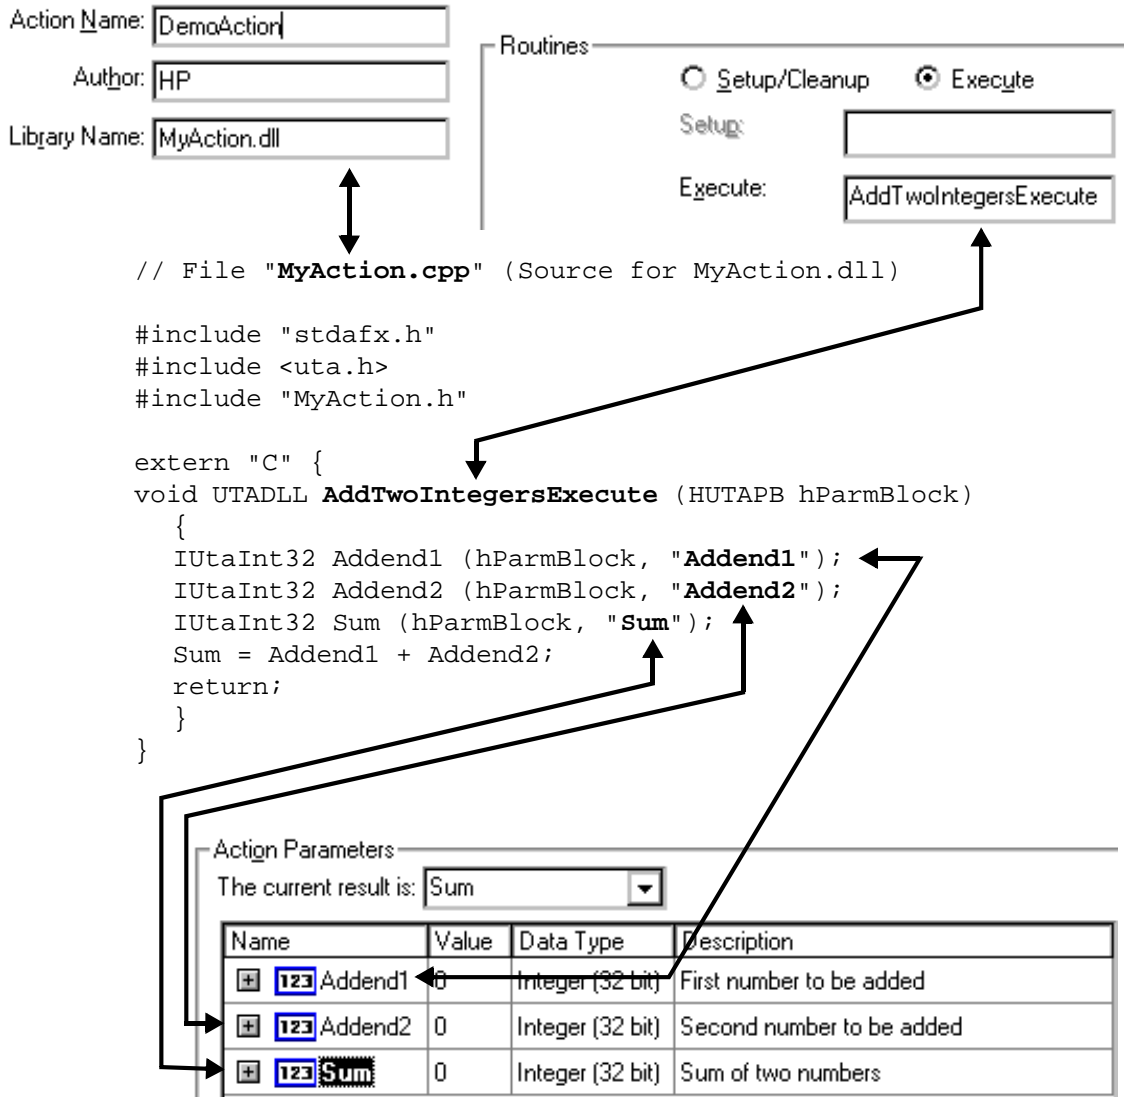 Action Name: DemoAction
Author: HP
Library Name: MyAction.dll
Routines
Setup/Cleanup Execute
Setup:
Execute: AddTwoIntegersExecute
// File "MyAction.cpp" (Source for MyAction.dll)
#include "stdafx.h"
#include <uta.h>
#include "MyAction.h"
extern "C" {
void UTADLL AddTwoIntegersExecute (HUTAPB hParmBlock)
{
IUtaInt32 Addend1 (hParmBlock, "Addend1");
IUtaInt32 Addend2 (hParmBlock, "Addend2");
IUtaInt32 Sum (hParmBlock, "Sum");
Sum = Addend1 + Addend2;
return;
}
}
Action Parameters
The current result is: Sum
Name Value Data Type Description
123 Addend1 0 Integer (32 bit) First number to be added
123 Addend2 0 Integer (32 bit) Second number to be added
123 Sum 0 Integer (32 bit) Sum of two numbers